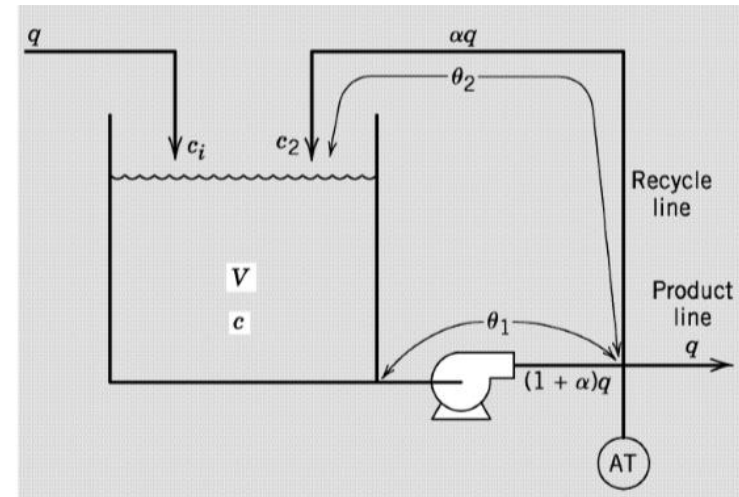 q
αq
θ₂
cᵢ
c₂
Recycle
line
V
c
Product
line
θ₁
q
(1 + α)q
AT